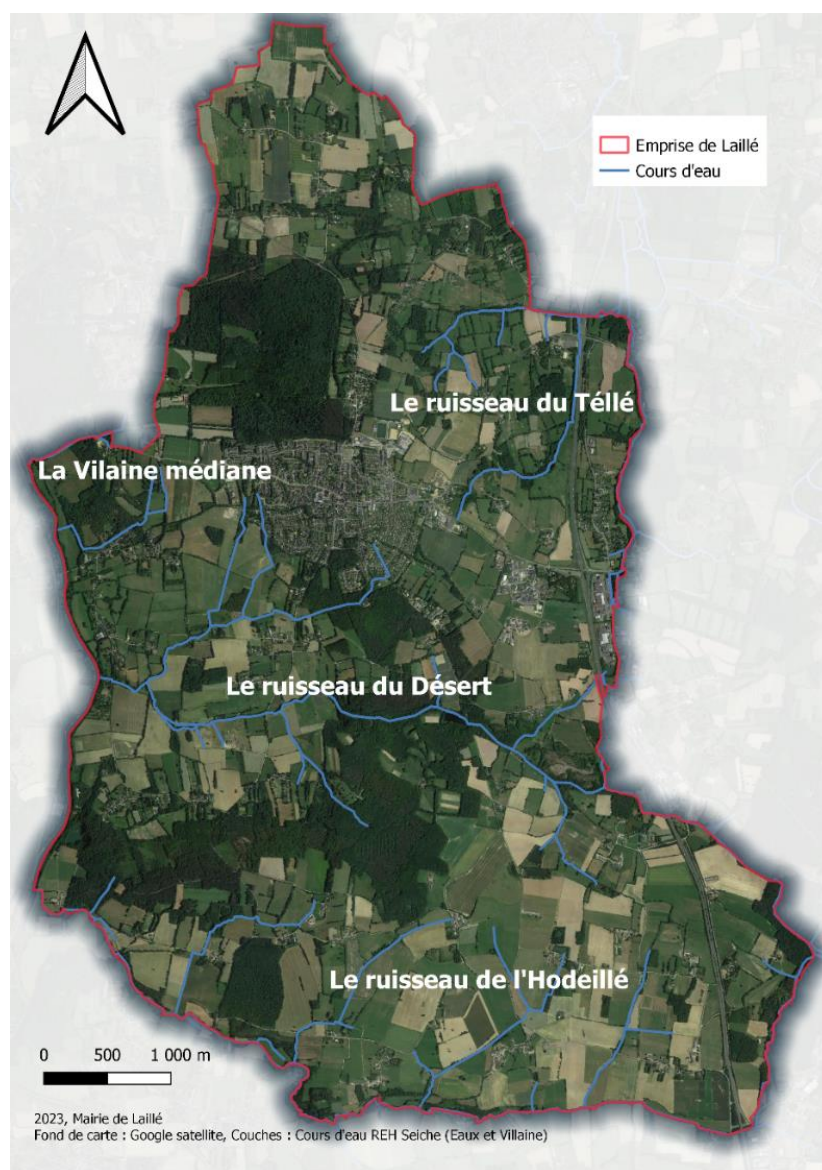 Emprise de Laillé
Cours d'eau
Le ruisseau du Téllé
La Vilaine médiane
Le ruisseau du Désert
Le ruisseau de l'Hodeillé
0 500 1 000 m
2023, Mairie de Laillé
Fond de carte : Google satellite, Couches : Cours d'eau REH Seiche (Eaux et Villaine)